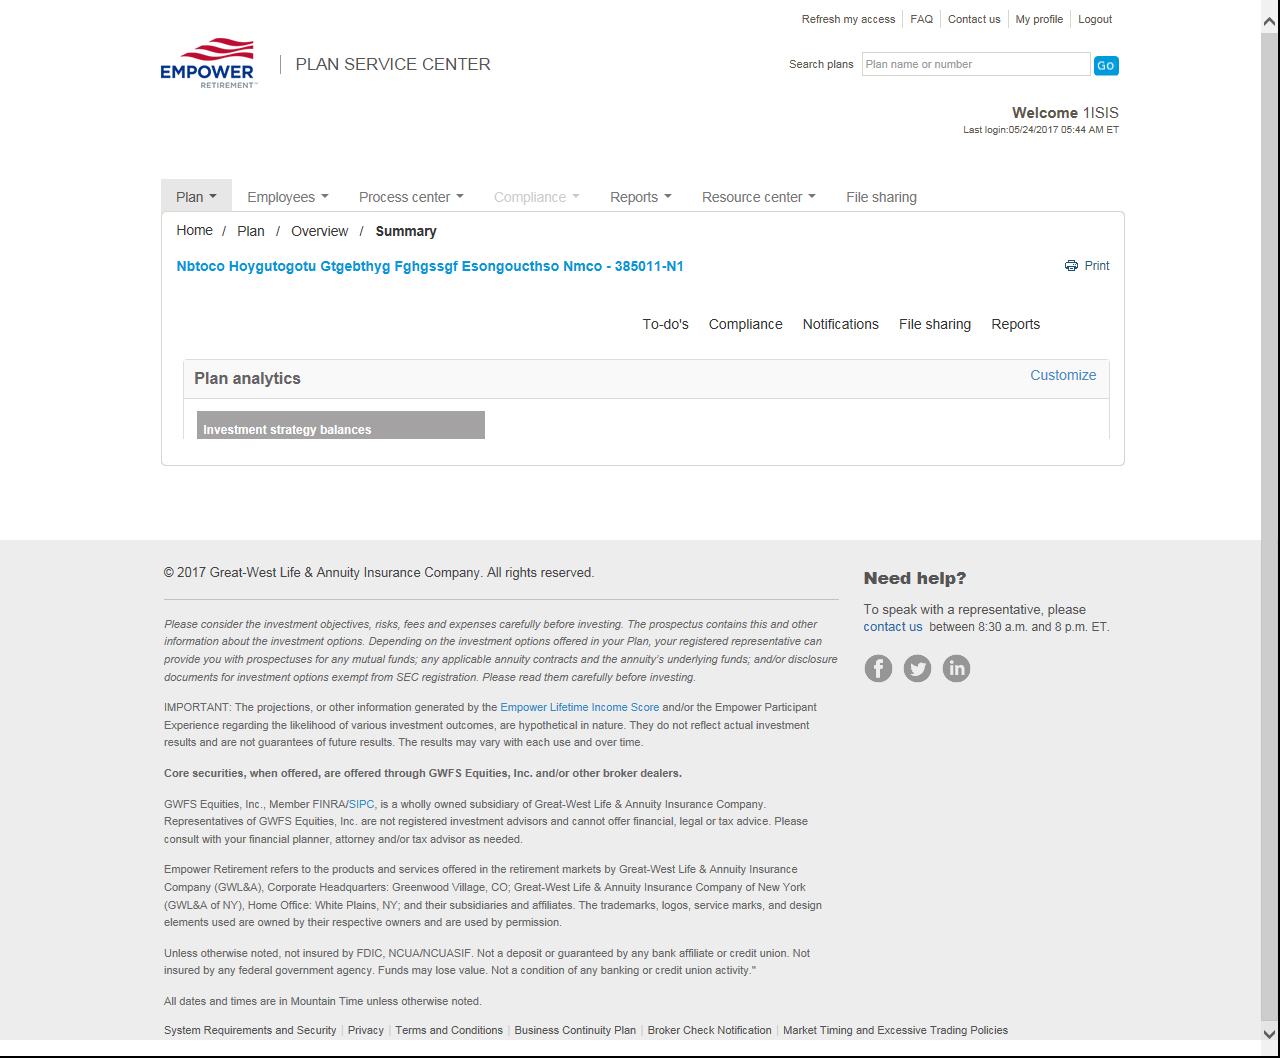 Refresh my access FAQ Contact us My profile Logout
EMPOWER
RETIREMENT™
PLAN SERVICE CENTER
Search plans Plan name or number GO
Welcome 1ISIS
Last login:05/24/2017 05:44 AM ET
Plan Employees Process center Compliance Reports Resource center File sharing
Home / Plan / Overview / Summary
Nbtoco Hoygutogotu Gtgebthyg Fghgssgf Esongoucthso Nmco - 385011-N1
Print
To-do's Compliance Notifications File sharing Reports
Plan analytics Customize
Investment strategy balances
© 2017 Great-West Life & Annuity Insurance Company. All rights reserved.
Please consider the investment objectives, risks, fees and expenses carefully before investing. The prospectus contains this and other
information about the investment options. Depending on the investment options offered in your Plan, your registered representative can
provide you with prospectuses for any mutual funds; any applicable annuity contracts and the annuity's underlying funds; and/or disclosure
documents for investment options exempt from SEC registration. Please read them carefully before investing.
IMPORTANT: The projections, or other information generated by the Empower Lifetime Income Score and/or the Empower Participant
Experience regarding the likelihood of various investment outcomes, are hypothetical in nature. They do not reflect actual investment
results and are not guarantees of future results. The results may vary with each use and over time.
Core securities, when offered, are offered through GWFS Equities, Inc. and/or other broker dealers.
GWFS Equities, Inc., Member FINRA/SIPC, is a wholly owned subsidiary of Great-West Life & Annuity Insurance Company.
Representatives of GWFS Equities, Inc. are not registered investment advisors and cannot offer financial, legal or tax advice. Please
consult with your financial planner, attorney and/or tax advisor as needed.
Empower Retirement refers to the products and services offered in the retirement markets by Great-West Life & Annuity Insurance
Company (GWL&A), Corporate Headquarters: Greenwood Village, CO; Great-West Life & Annuity Insurance Company of New York
(GWL&A of NY), Home Office: White Plains, NY; and their subsidiaries and affiliates. The trademarks, logos, service marks, and design
elements used are owned by their respective owners and are used by permission.
Unless otherwise noted, not insured by FDIC, NCUA/NCUASIF. Not a deposit or guaranteed by any bank affiliate or credit union. Not
insured by any federal government agency. Funds may lose value. Not a condition of any banking or credit union activity."
All dates and times are in Mountain Time unless otherwise noted.
System Requirements and Security | Privacy | Terms and Conditions | Business Continuity Plan | Broker Check Notification | Market Timing and Excessive Trading Policies
Need help?
To speak with a representative, please
contact us between 8:30 a.m. and 8 p.m. ET.